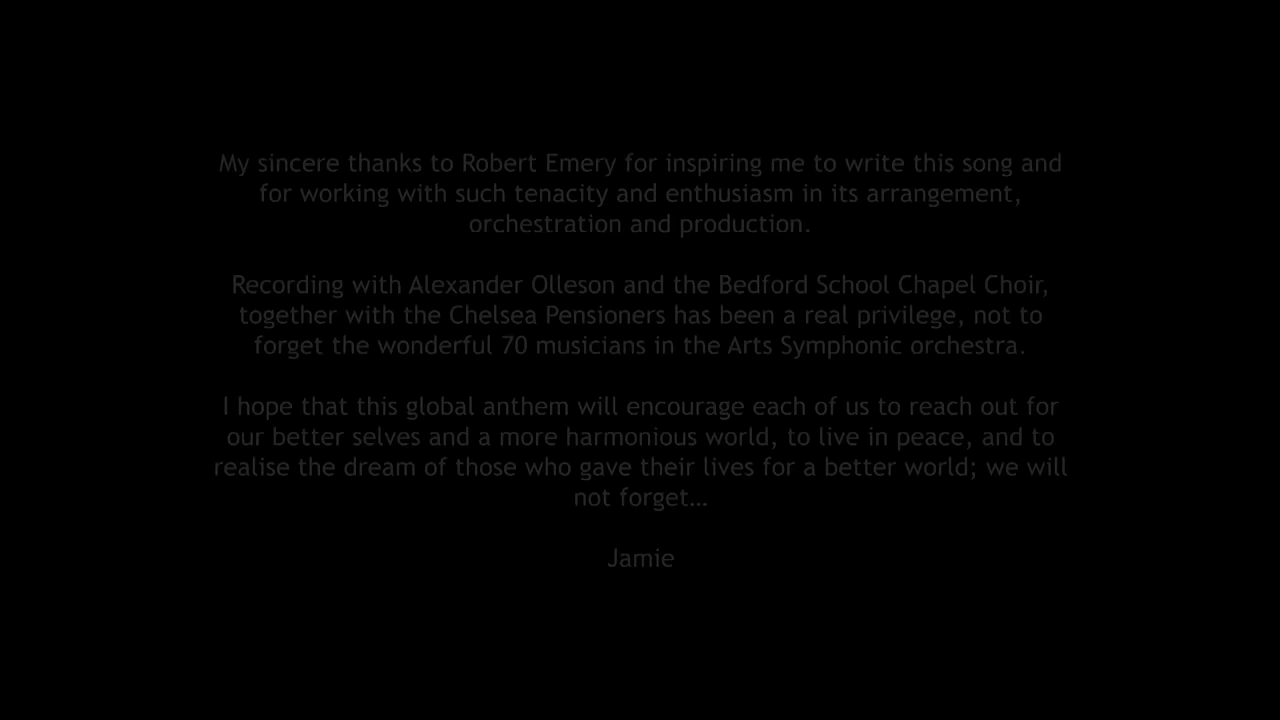 My sincere thanks to Robert Emery for inspiring me to write this song and
for working with such tenacity and enthusiasm in its arrangement,
orchestration and production.
Recording with Alexander Olleson and the Bedford School Chapel Choir,
together with the Chelsea Pensioners has been a real privilege, not to
forget the wonderful 70 musicians in the Arts Symphonic orchestra.
I hope that this global anthem will encourage each of us to reach out for
our better selves and a more harmonious world, to live in peace, and to
realise the dream of those who gave their lives for a better world; we will
not forget…
Jamie